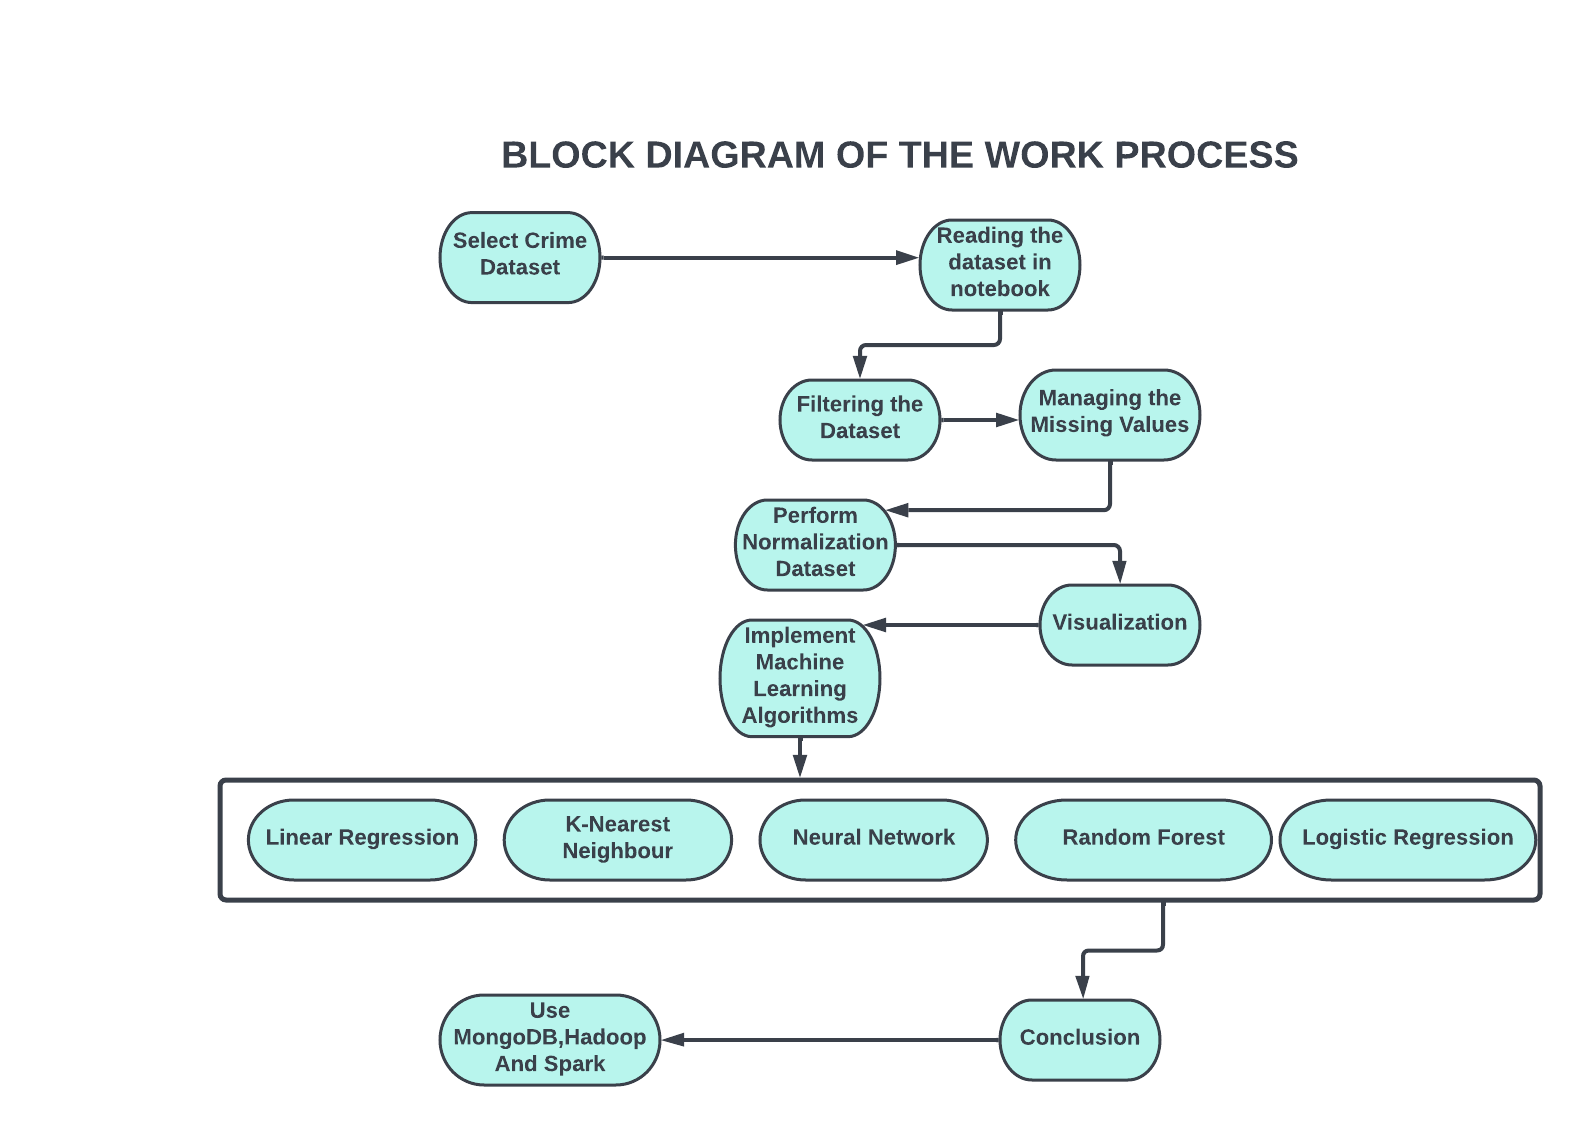 BLOCK DIAGRAM OF THE WORK PROCESS
Select Crime
Dataset
Reading the
dataset in
notebook
Filtering the
Dataset
Managing the
Missing Values
Perform
Normalization
Dataset
Visualization
Implement
Machine
Learning
Algorithms
Linear Regression
K-Nearest
Neighbour
Neural Network
Random Forest
Logistic Regression
Conclusion
Use
MongoDB,Hadoop
And Spark